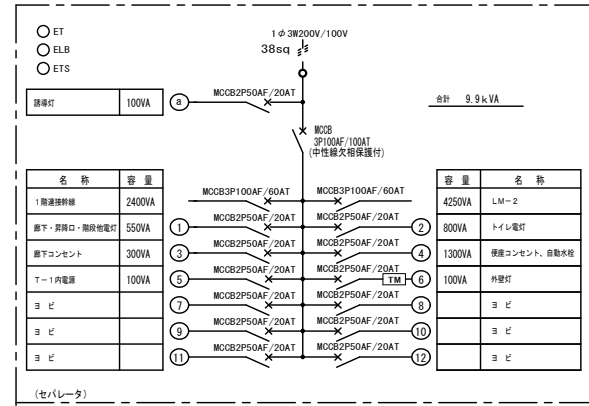 ET
ELB
ETS
1φ3W200V/100V
38sq
誘導灯 100VA a MCCB2P50AF/20AT
合計 9.9kVA
MCCB
3P100AF/100AT
(中性線欠相保護付)
名 称 容 量
容 量 名 称
1階連接幹線 2400VA MCCB3P100AF/60AT MCCB3P100AF/60AT 4250VA LM-2
廊下・昇降口・階段他電灯 550VA 1 MCCB2P50AF/20AT MCCB2P50AF/20AT 2 800VA トイレ電灯
廊下コンセント 300VA 3 MCCB2P50AF/20AT MCCB2P50AF/20AT 4 1300VA 便座コンセント、自動水栓
T-1内電源 100VA 5 MCCB2P50AF/20AT MCCB2P50AF/20AT TM 6 100VA 外壁灯
ヨビ 7 MCCB2P50AF/20AT MCCB2P50AF/20AT 8 ヨビ
ヨビ 9 MCCB2P50AF/20AT MCCB2P50AF/20AT 10 ヨビ
ヨビ 11 MCCB2P50AF/20AT MCCB2P50AF/20AT 12 ヨビ
(セパレータ)